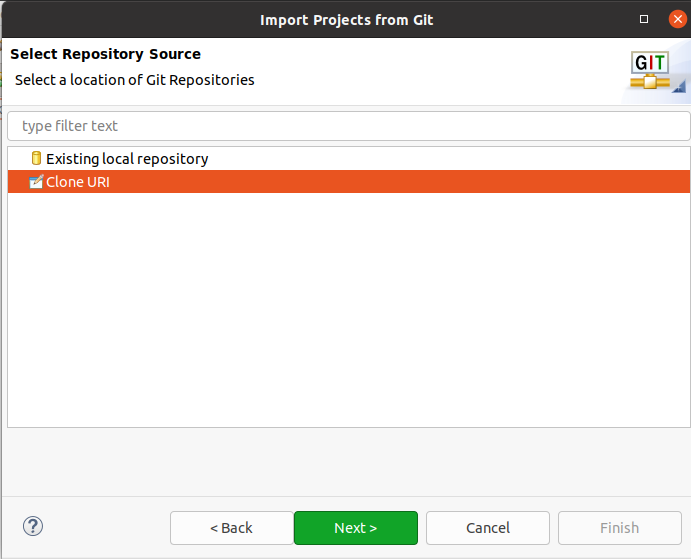 Import Projects from Git
Select Repository Source
Select a location of Git Repositories
GIT
type filter text
Existing local repository
Clone URI
?
< Back
Next >
Cancel
Finish